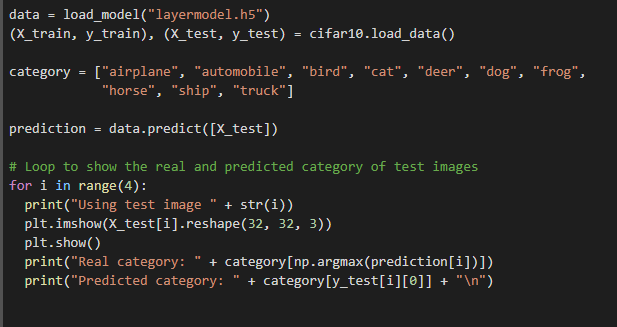 data = load_model("layermodel.h5")
(X_train, y_train), (X_test, y_test) = cifar10.load_data()
category = ["airplane", "automobile", "bird", "cat", "deer", "dog", "frog",
"horse", "ship", "truck"]
prediction = data.predict([X_test])
# Loop to show the real and predicted category of test images
for i in range(4):
print("Using test image " + str(i))
plt.imshow(X_test[i].reshape(32, 32, 3))
plt.show()
print("Real category: " + category[np.argmax(prediction[i])])
print("Predicted category: " + category[y_test[i][0]] + "\n")